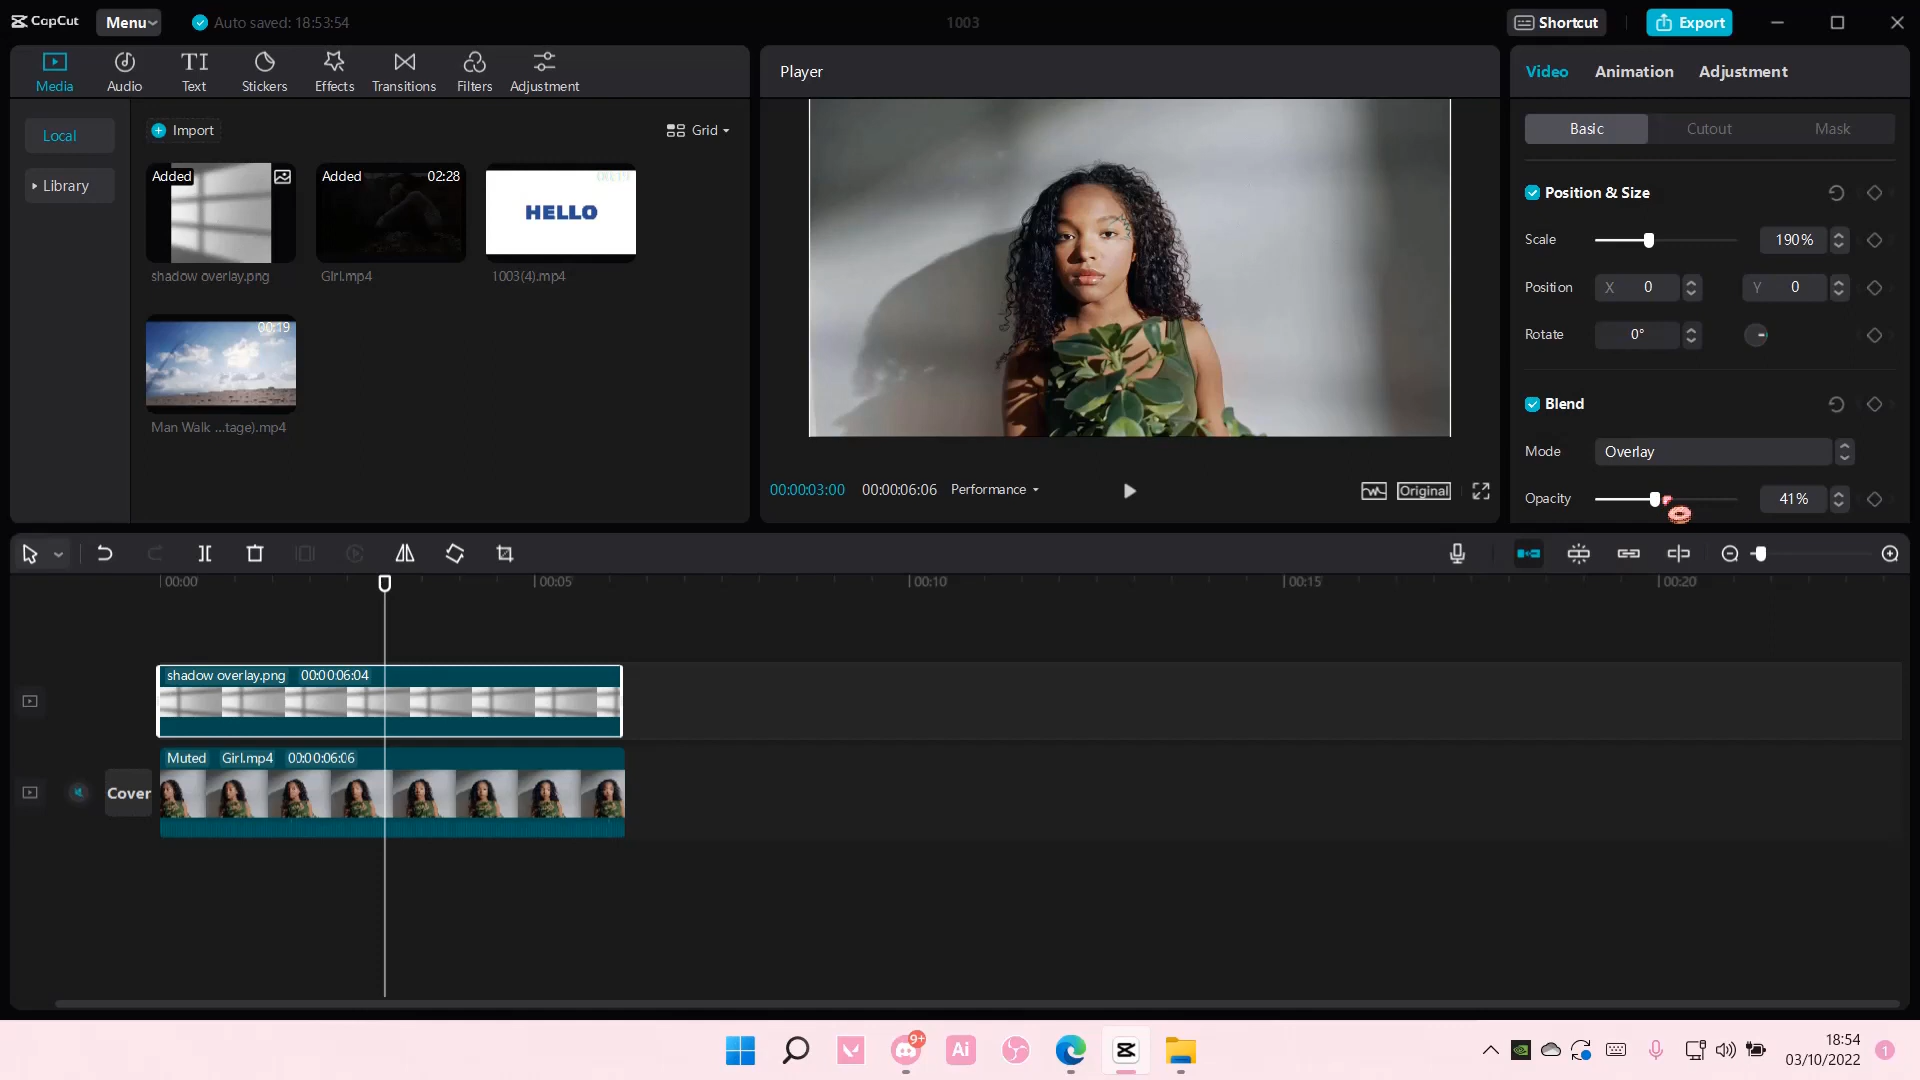 CapCut Menu Auto saved: 18:53:54 1003 Shortcut Export
Media Audio Text Stickers Effects Transitions Filters Adjustment
Player
Video Animation Adjustment
Local
Library
Import
Grid
Added
Added 02:28
00:19
HELLO
shadow overlay.png
Girl.mp4
1003(4).mp4
00:19
Man Walk ...tage).mp4
00:00:03:00 00:00:06:06 Performance
Original
Basic Cutout Mask
Position & Size
Scale 190%
Position X 0 Y 0
Rotate 0°
Blend
Mode Overlay
Opacity 41%
00:00 00:05 00:10 00:15 00:20
shadow overlay.png 00:00:06:04
Muted Girl.mp4 00:00:06:06
Cover
9+
Ai
18:54
03/10/2022
1